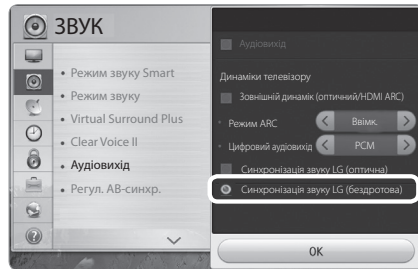 ЗВУК
• Режим звуку Smart
• Режим звуку
• Virtual Surround Plus
• Clear Voice II
• Аудіовихід
• Регул. АВ-синхр.
Аудіовихід
Динаміки телевізору
Зовнішній динамік (оптичний/HDMI ARC)
• Режим ARC < Ввімк. >
• Цифровий аудіовихід < PCM >
Синхронізація звуку LG (оптична)
Синхронізація звуку LG (бездротова)
ОК